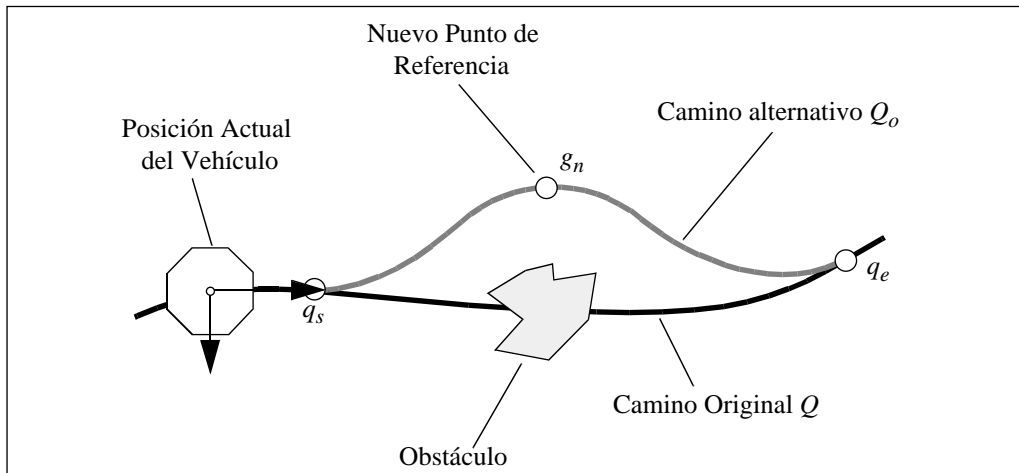 Nuevo Punto de
Referencia
Camino alternativo Qo
Posición Actual
del Vehículo
gn
qe
qs
Camino Original Q
Obstáculo